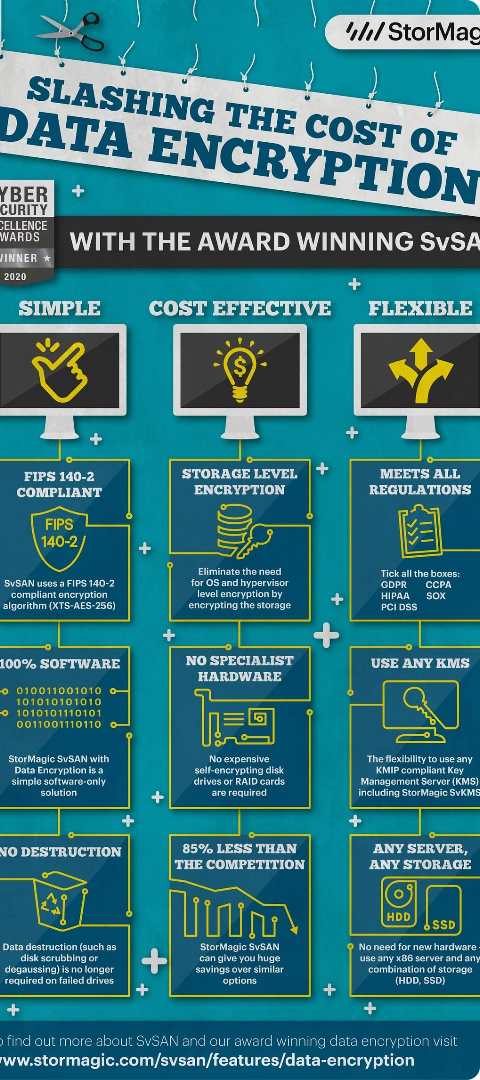 StorMag
SLASHING THE COST OF
DATA ENCRYPTION
YBER
CURITY
CELLENCE
WARDS
WINNER ★
2020
WITH THE AWARD WINNING SvSA
SIMPLE
FIPS 140-2
COMPLIANT
FIPS
140-2
SvSAN uses a FIPS 140-2
compliant encryption
algorithm (XTS-AES-256)
100% SOFTWARE
010011001010
101010101010
1010101110101
001100110110
StorMagic SvSAN with
Data Encryption is a
simple software-only
solution
NO DESTRUCTION
Data destruction (such as
disk scrubbing or
degaussing) is no longer
required on failed drives
COST EFFECTIVE
$
STORAGE LEVEL
ENCRYPTION
Eliminate the need
for OS and hypervisor
level encryption by
encrypting the storage
NO SPECIALIST
HARDWARE
No expensive
self-encrypting disk
drives or RAID cards
are required
85% LESS THAN
THE COMPETITION
StorMagic SvSAN
can give you huge
savings over similar
options
FLEXIBLE
MEETS ALL
REGULATIONS
Tick all the boxes:
GDPR CCPA
HIPAA SOX
PCI DSS
USE ANY KMS
The flexibility to use any
KMIP compliant Key
Management Server (KMS)
including StorMagic SvKMS
ANY SERVER,
ANY STORAGE
HDD
SSD
No need for new hardware -
use any x86 server and any
combination of storage
(HDD, SSD)
o find out more about SvSAN and our award winning data encryption visit
www.stormagic.com/svsan/features/data-encryption